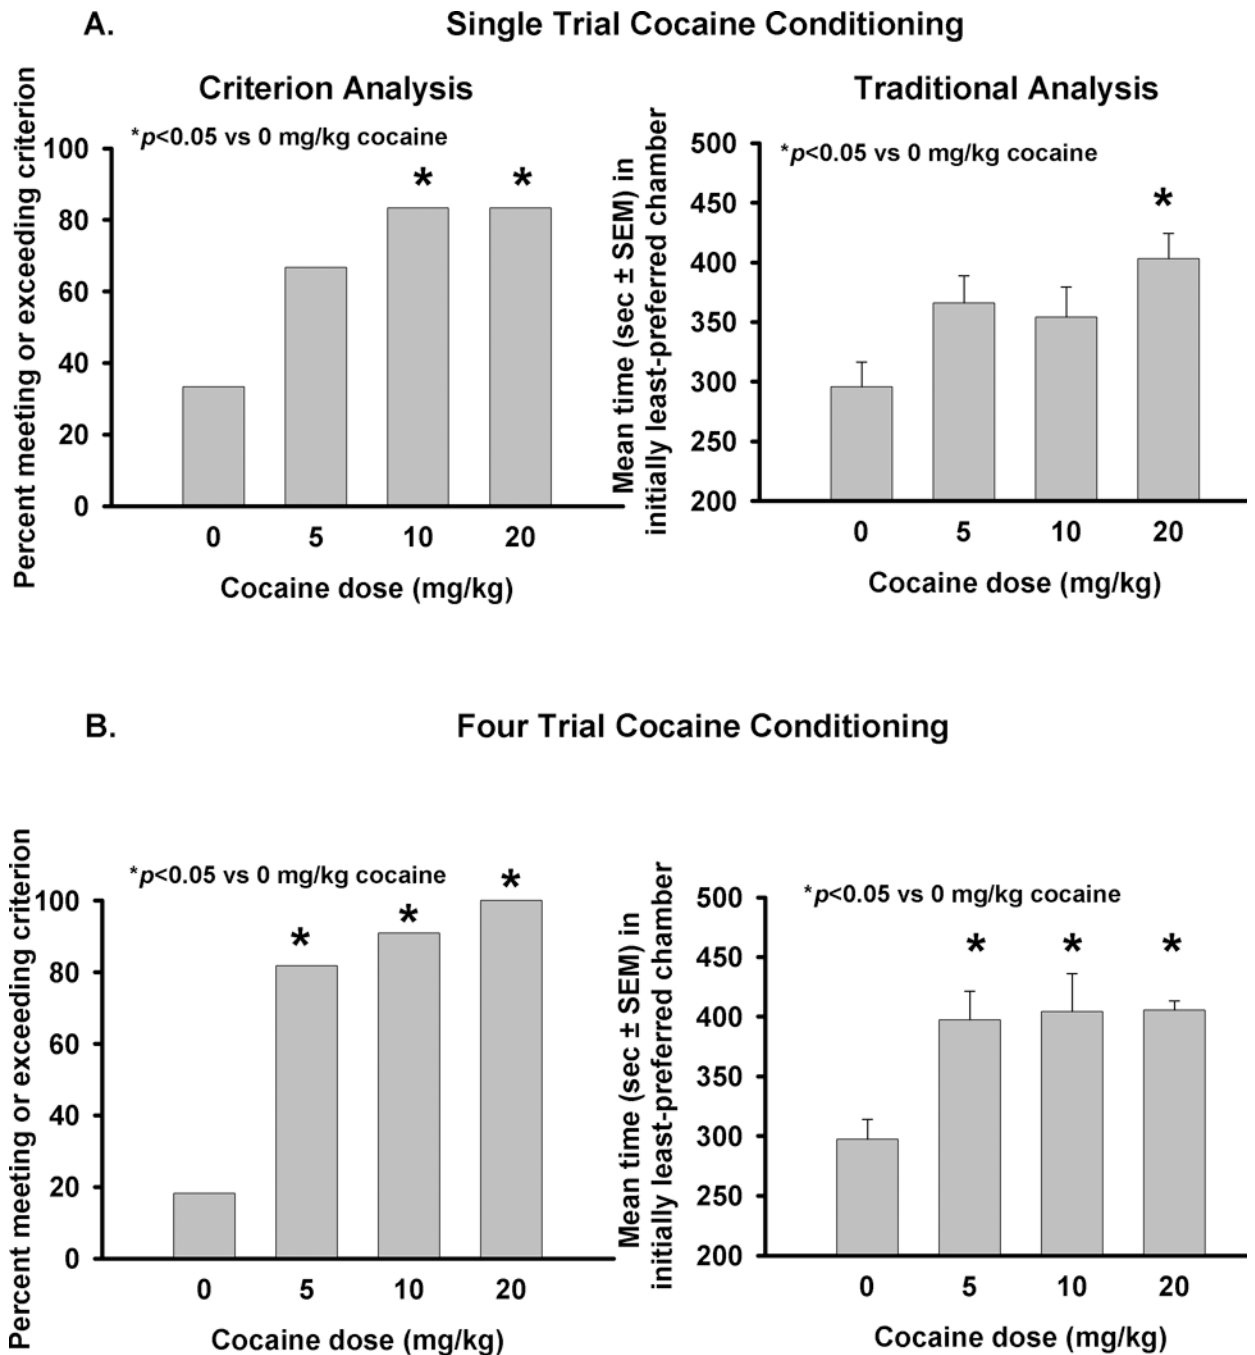 A.
Single Trial Cocaine Conditioning
Criterion Analysis
Percent meeting or exceeding criterion
*p<0.05 vs 0 mg/kg cocaine
100
*
*
80
60
40
20
0
0 5 10 20
Cocaine dose (mg/kg)
Traditional Analysis
Mean time (sec ± SEM) in
initially least-preferred chamber
*p<0.05 vs 0 mg/kg cocaine
500
450
*
400
350
300
250
200
0 5 10 20
Cocaine dose (mg/kg)
B.
Four Trial Cocaine Conditioning
Percent meeting or exceeding criterion
*p<0.05 vs 0 mg/kg cocaine
100
* * *
80
60
40
20
0
0 5 10 20
Cocaine dose (mg/kg)
Mean time (sec ± SEM) in
initially least-preferred chamber
*p<0.05 vs 0 mg/kg cocaine
500
450
* * *
400
350
300
250
200
0 5 10 20
Cocaine dose (mg/kg)